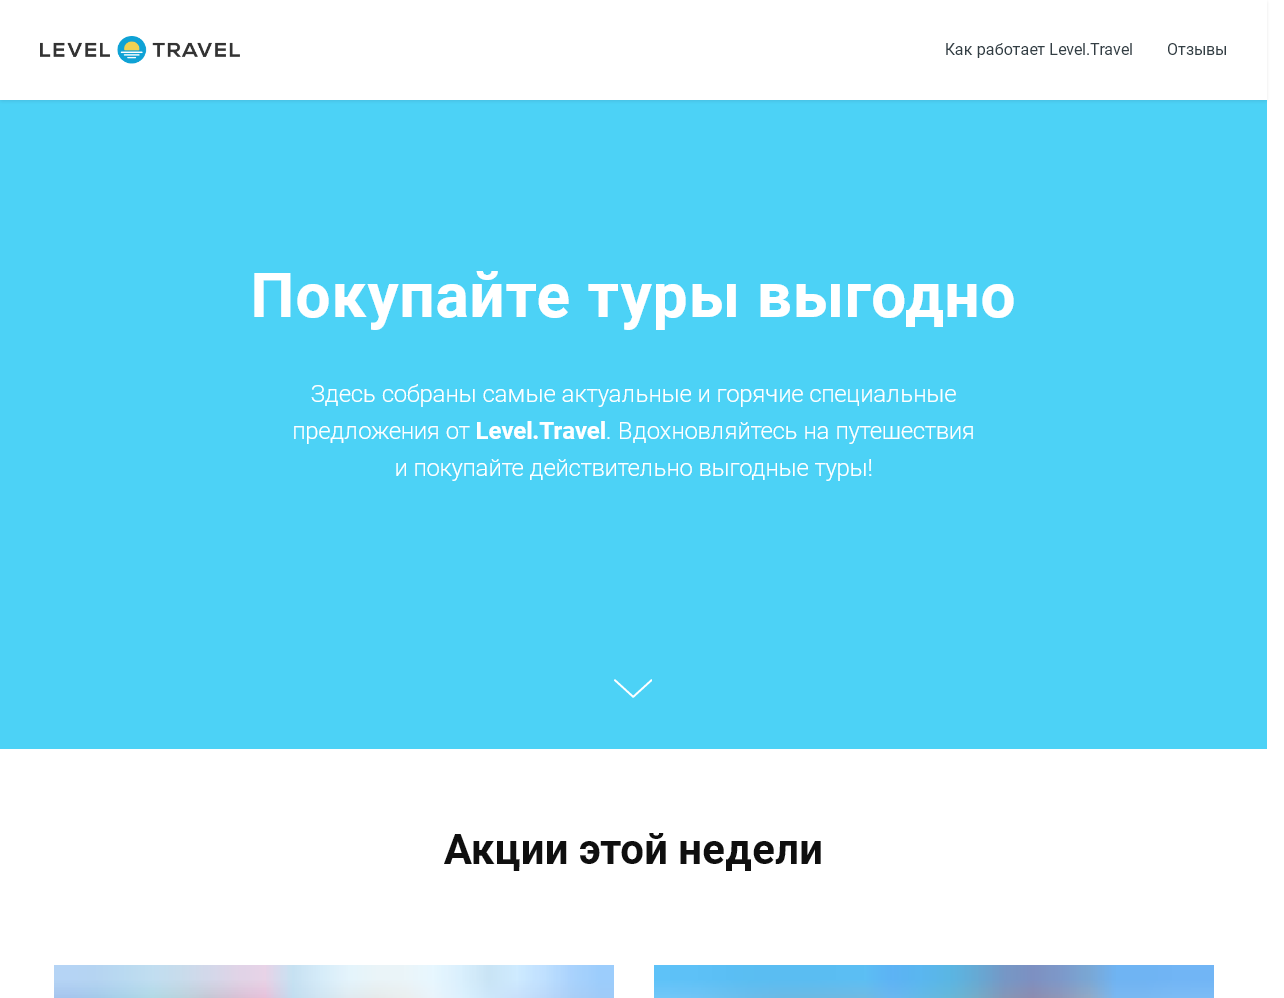 LEVEL TRAVEL
Как работает Level.Travel
Отзывы
Покупайте туры выгодно
Здесь собраны самые актуальные и горячие специальные
предложения от Level.Travel. Вдохновляйтесь на путешествия
и покупайте действительно выгодные туры!
Акции этой недели